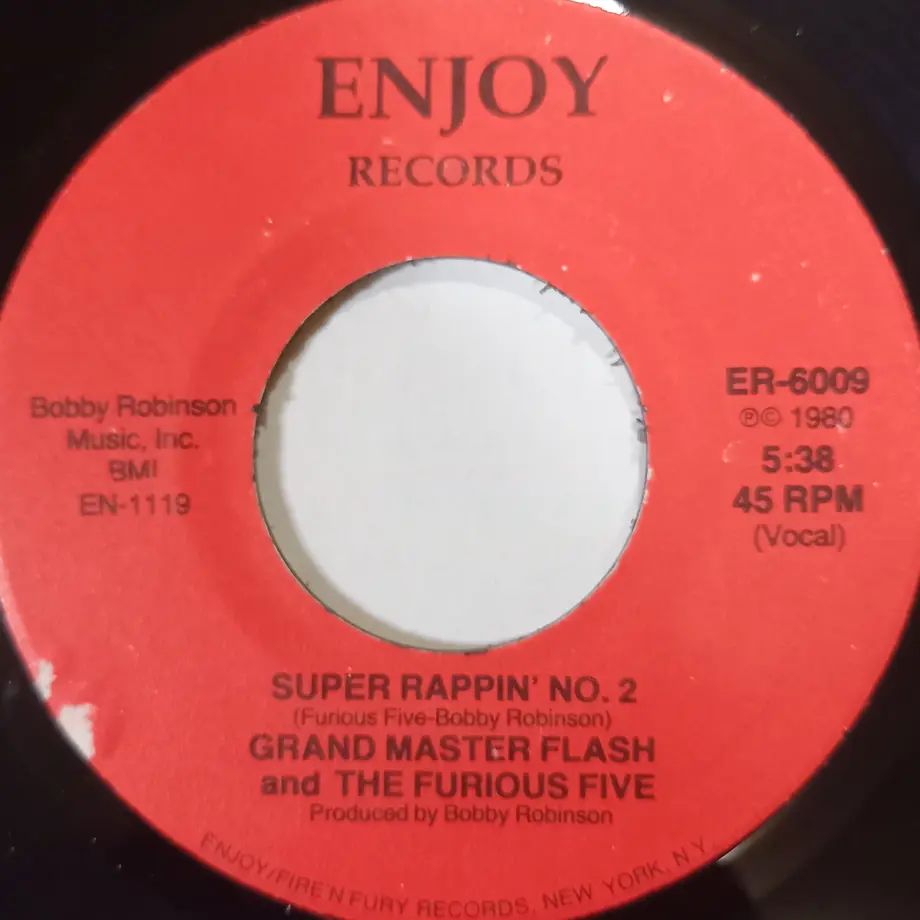 ENJOY
RECORDS
Bobby Robinson
Music, Inc.
BMI
EN-1119
ER-6009
℗© 1980
5:38
45 RPM
(Vocal)
SUPER RAPPIN' NO. 2
(Furious Five-Bobby Robinson)
GRAND MASTER FLASH
and THE FURIOUS FIVE
Produced by Bobby Robinson
ENJOY/FIRE'N FURY RECORDS, NEW YORK, N.Y.